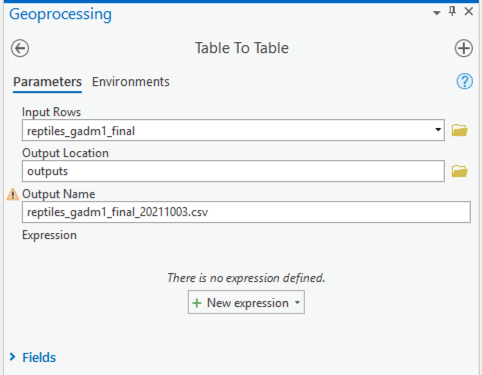 Geoprocessing
Table To Table
Parameters Environments
Input Rows
reptiles_gadm1_final
Output Location
outputs
Output Name
reptiles_gadm1_final_20211003.csv
Expression
There is no expression defined.
+ New expression
Fields